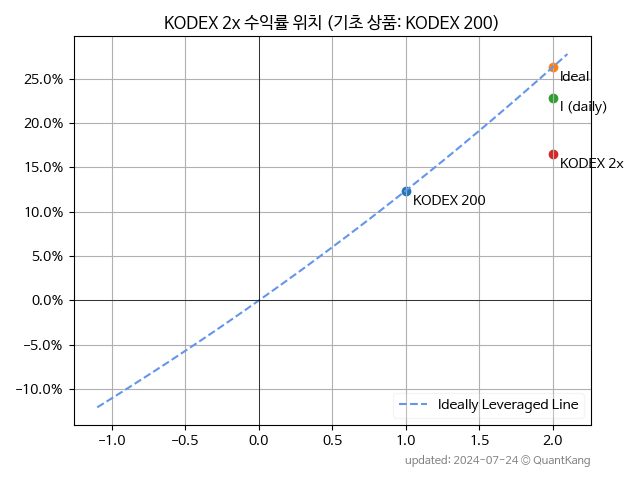 KODEX 2x 수익률 위치 (기초 상품: KODEX 200)
25.0%
20.0%
15.0%
10.0%
5.0%
0.0%
−5.0%
−10.0%
Ideal
I (daily)
KODEX 2x
KODEX 200
Ideally Leveraged Line
−1.0 −0.5 0.0 0.5 1.0 1.5 2.0
updated: 2024-07-24 © QuantKang